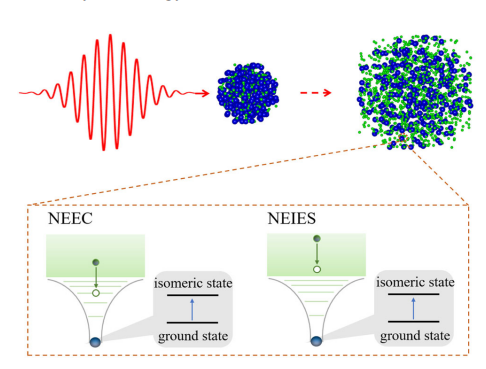 NEEC
NEIES
isomeric state
ground state
isomeric state
ground state